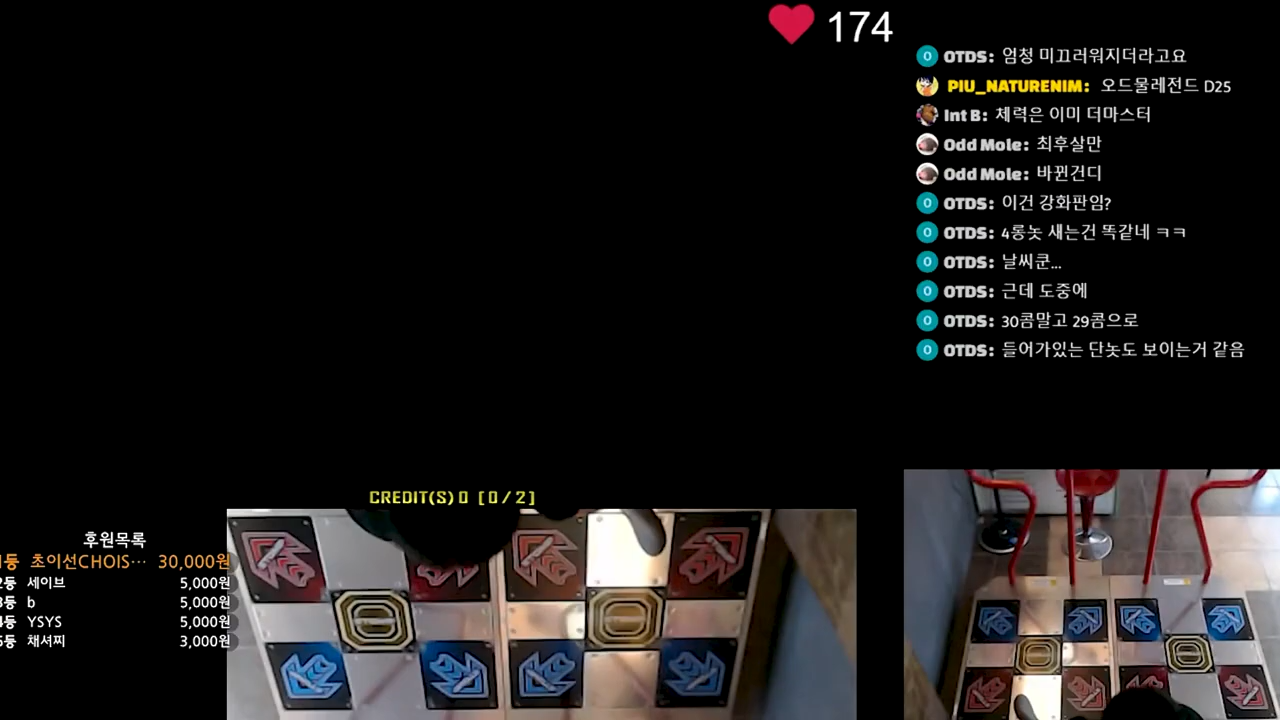 174
OTDS: 엄청 미끄러워지더라고요
PIU_NATURENIM: 오드물레전드 D25
Int B: 체력은 이미 더마스터
Odd Mole: 최후살만
Odd Mole: 바뀐건디
OTDS: 이건 강화판임?
OTDS: 4롱놋 새는건 똑같네 ㅋㅋ
OTDS: 날씨쿤...
OTDS: 근데 도중에
OTDS: 30콤말고 29콤으로
OTDS: 들어가있는 단놋도 보이는거 같음
CREDIT(S) 0 [0/2]
후원목록
등 초이선CHOIS··· 30,000원
등 세이브 5,000원
등 b 5,000원
등 YSYS 5,000원
등 채셔찌 3,000원